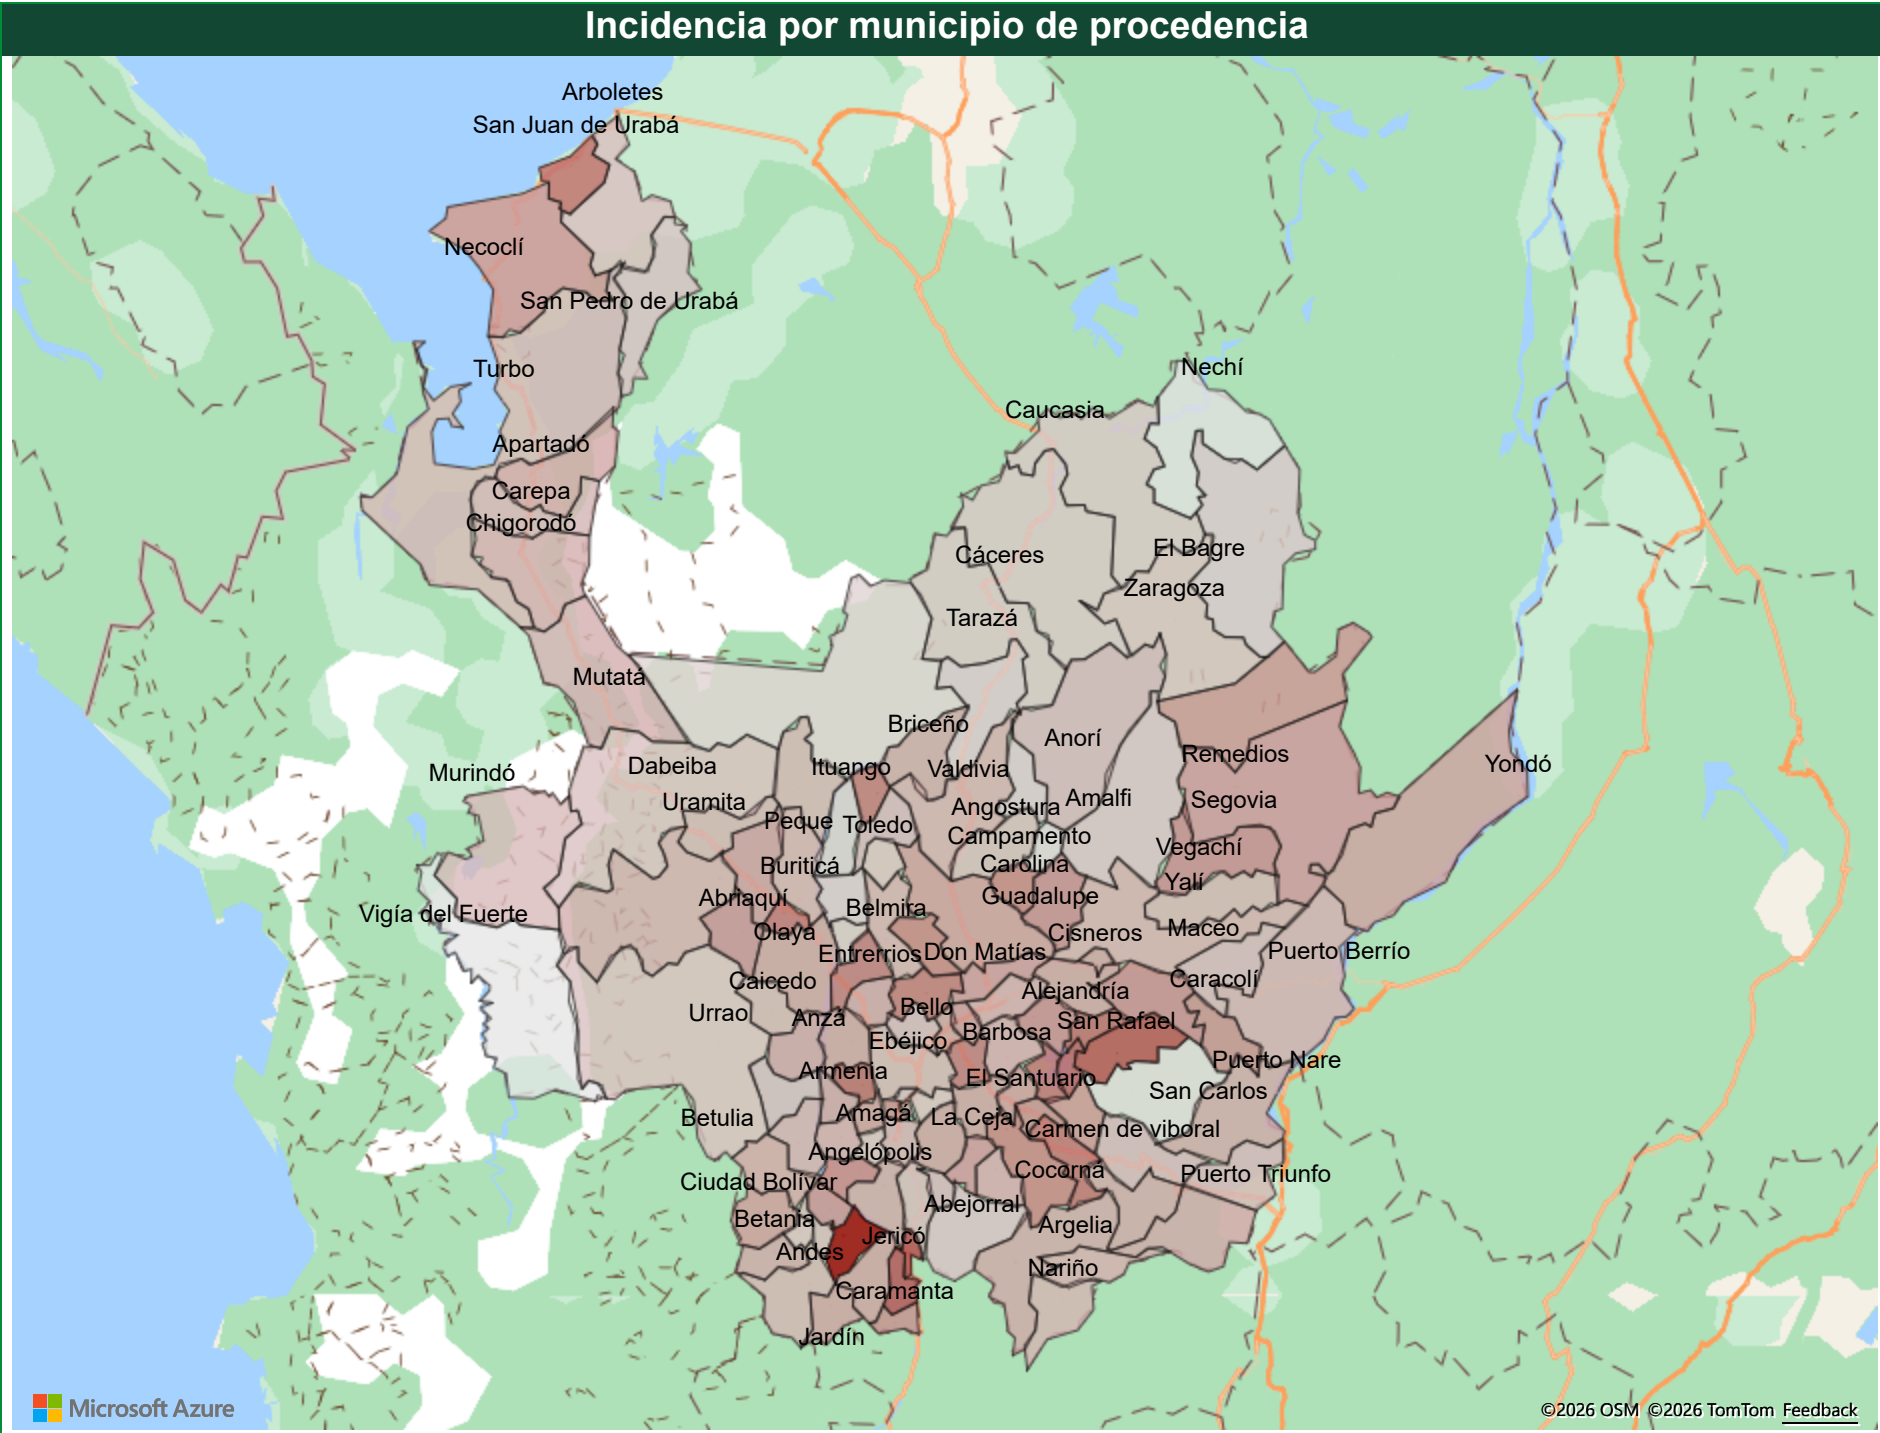 Incidencia por municipio de procedencia
Arboletes
San Juan de Urabá
Necoclí
San Pedro de Urabá
Turbo
Nechí
Caucasia
Apartadó
Carepa
Chigorodó
El Bagre
Cáceres
Zaragoza
Tarazá
Mutatá
Briceño
Anorí
Remedios
Yondó
Dabeiba
Ituango
Valdivia
Murindó
Uramita
Angostura
Amalfi
Segovia
Peque
Toledo
Campamento
Vegachí
Buriticá
Carolina
Yalí
Abriaquí
Guadalupe
Belmira
Vigía del Fuerte
Olaya
Cisneros
Maceo
Entrerrios
Don Matías
Puerto Berrío
Caicedo
Caracolí
Alejandría
Bello
Urrao
Anzá
San Rafael
Barbosa
Ebéjico
Puerto Nare
Armenia
El Santuario
San Carlos
Betulia
Amagá
La Ceja
Carmen de viboral
Angelópolis
Cocorná
Puerto Triunfo
Ciudad Bolívar
Abejorral
Betania
Argelia
Jericó
Andes
Nariño
Caramanta
Jardín
Microsoft Azure
©2026 OSM ©2026 TomTom Feedback